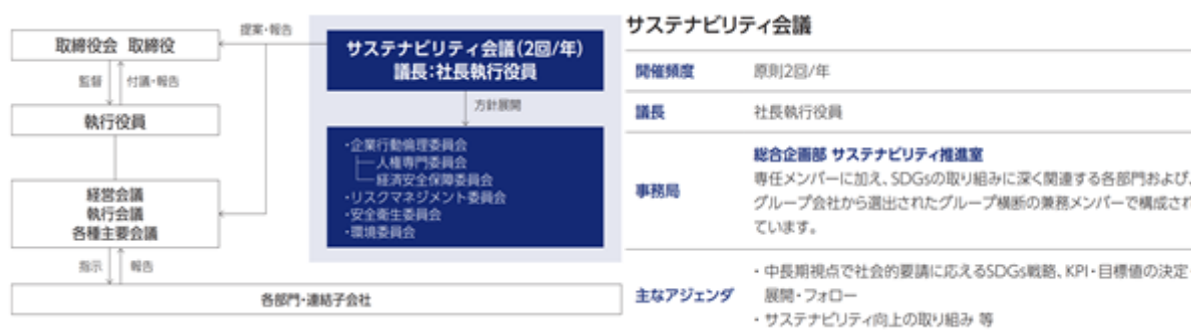 提案・報告
取締役会 取締役
監督
付議・報告
執行役員
経営会議
執行会議
各種主要会議
指示
報告
各部門・連結子会社
サステナビリティ会議(2回/年)
議長:社長執行役員
方針展開
・企業行動倫理委員会
人権専門委員会
経済安全保障委員会
・リスクマネジメント委員会
・安全衛生委員会
・環境委員会
サステナビリティ会議
開催頻度
原則2回/年
議長
社長執行役員
事務局
総合企画部 サステナビリティ推進室
専任メンバーに加え、SDGsの取り組みに深く関連する各部門および、
グループ会社から選出されたグループ横断の兼務メンバーで構成され
ています。
主なアジェンダ
・中長期視点で社会的要請に応えるSDGs戦略、KPI・目標値の決定
展開・フォロー
・サステナビリティ向上の取り組み 等